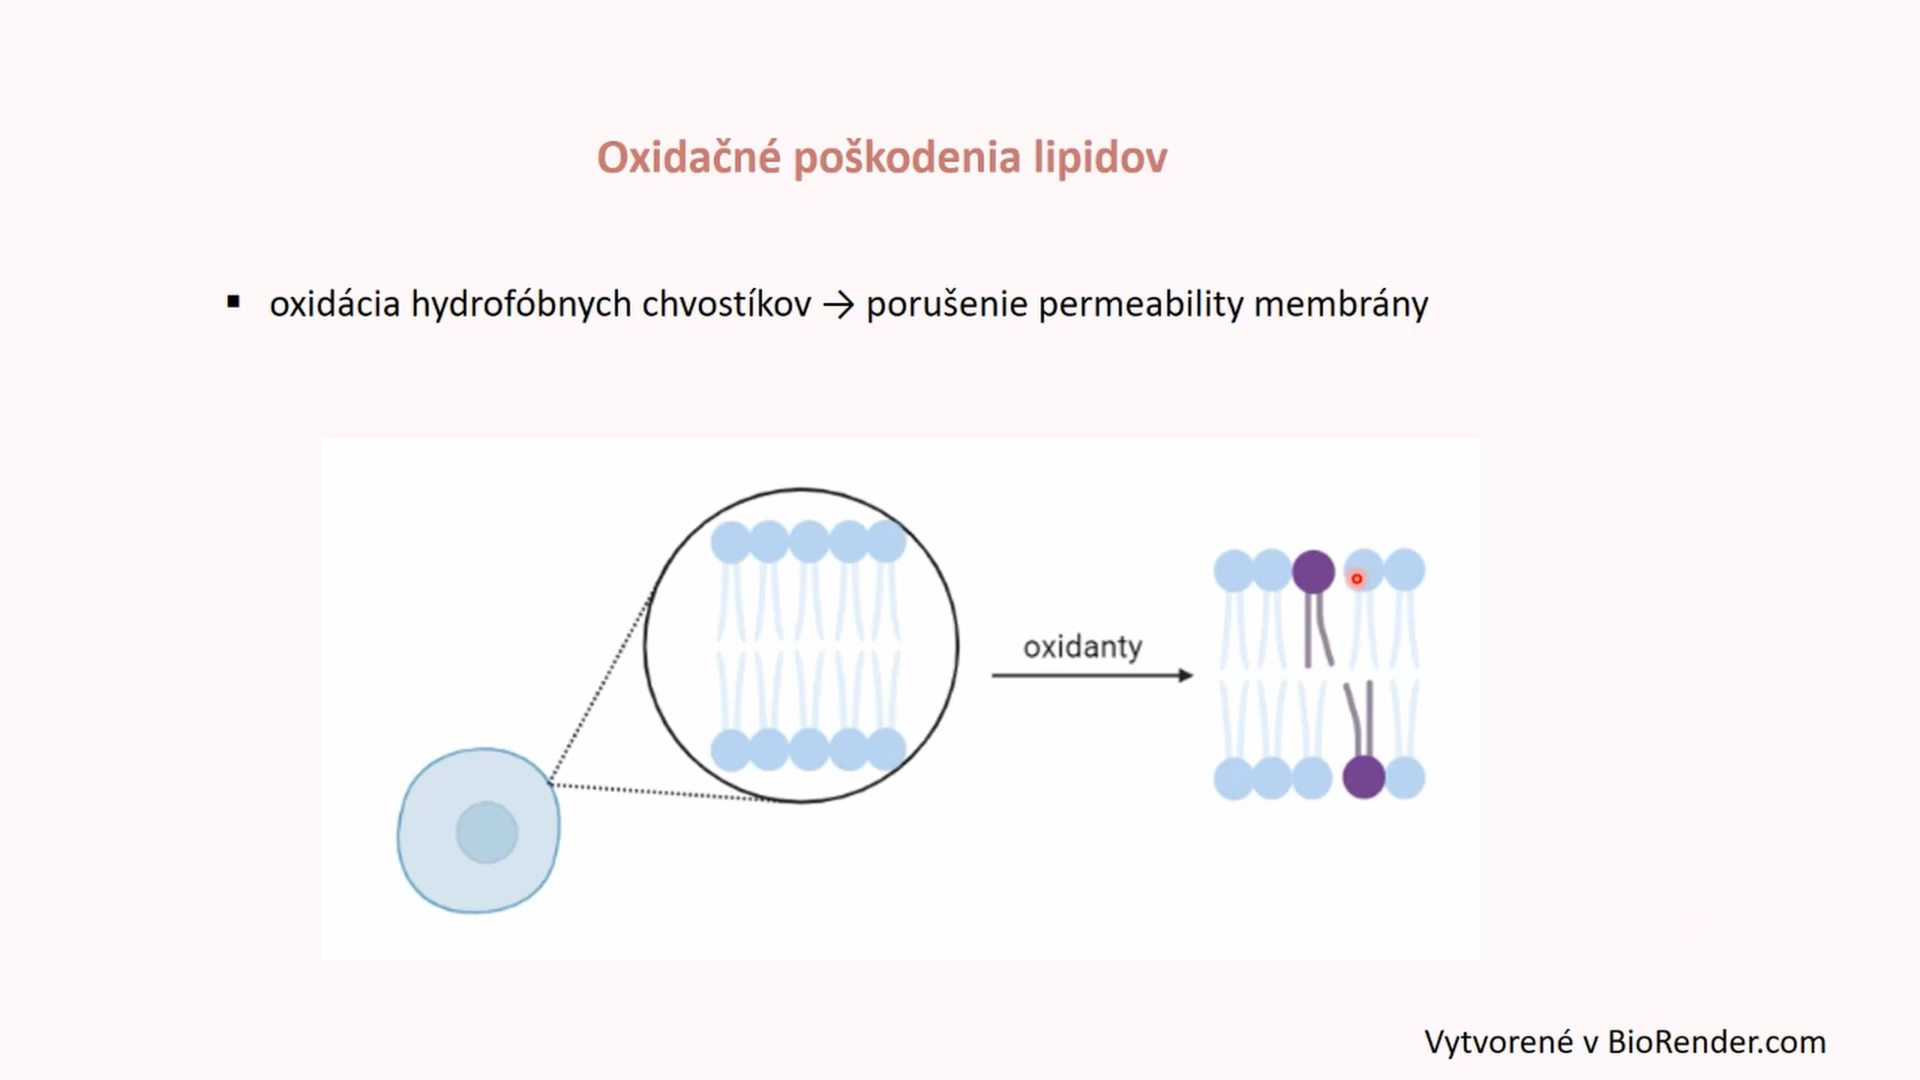 Oxidačné poškodenia lipidov
▪ oxidácia hydrofóbnych chvostíkov → porušenie permeability membrány
oxidanty
Vytvorené v BioRender.com